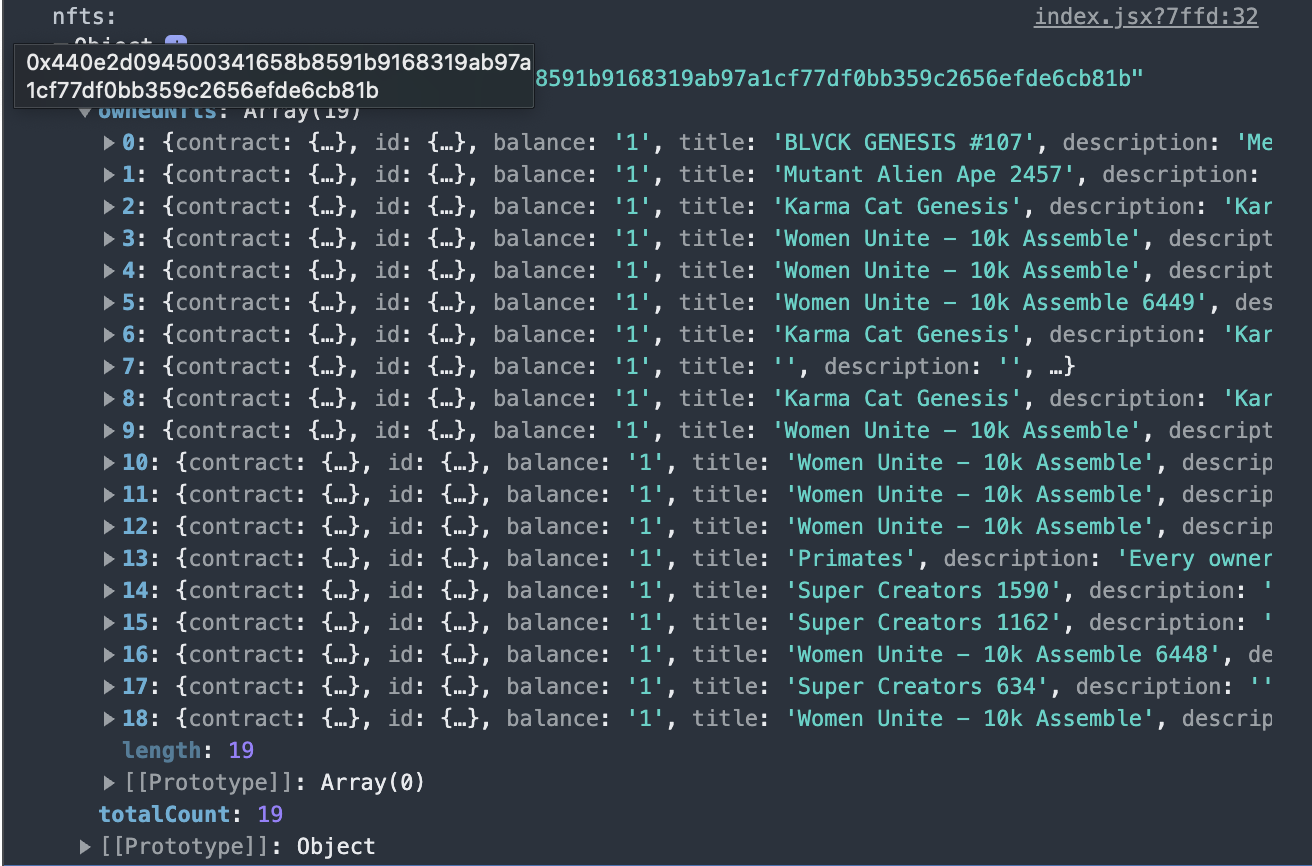 nfts: index.jsx?7ffd:32
Object i
0x440e2d094500341658b8591b9168319ab97a
8591b9168319ab97a1cf77df0bb359c2656efde6cb81b"
1cf77df0bb359c2656efde6cb81b
▼ownedNfts: Array(19)
▶0: {contract: {…}, id: {…}, balance: '1', title: 'BLVCK GENESIS #107', description: 'Me
▶1: {contract: {…}, id: {…}, balance: '1', title: 'Mutant Alien Ape 2457', description:
▶2: {contract: {…}, id: {…}, balance: '1', title: 'Karma Cat Genesis', description: 'Kar
▶3: {contract: {…}, id: {…}, balance: '1', title: 'Women Unite – 10k Assemble', descript
▶4: {contract: {…}, id: {…}, balance: '1', title: 'Women Unite – 10k Assemble', descript
▶5: {contract: {…}, id: {…}, balance: '1', title: 'Women Unite – 10k Assemble 6449', des
▶6: {contract: {…}, id: {…}, balance: '1', title: 'Karma Cat Genesis', description: 'Kar
▶7: {contract: {…}, id: {…}, balance: '1', title: '', description: '', …}
▶8: {contract: {…}, id: {…}, balance: '1', title: 'Karma Cat Genesis', description: 'Kar
▶9: {contract: {…}, id: {…}, balance: '1', title: 'Women Unite – 10k Assemble', descript
▶10: {contract: {…}, id: {…}, balance: '1', title: 'Women Unite – 10k Assemble', descrip
▶11: {contract: {…}, id: {…}, balance: '1', title: 'Women Unite – 10k Assemble', descrip
▶12: {contract: {…}, id: {…}, balance: '1', title: 'Women Unite – 10k Assemble', descrip
▶13: {contract: {…}, id: {…}, balance: '1', title: 'Primates', description: 'Every owner
▶14: {contract: {…}, id: {…}, balance: '1', title: 'Super Creators 1590', description: '
▶15: {contract: {…}, id: {…}, balance: '1', title: 'Super Creators 1162', description: '
▶16: {contract: {…}, id: {…}, balance: '1', title: 'Women Unite – 10k Assemble 6448', de
▶17: {contract: {…}, id: {…}, balance: '1', title: 'Super Creators 634', description: ''
▶18: {contract: {…}, id: {…}, balance: '1', title: 'Women Unite – 10k Assemble', descrip
length: 19
▶[[Prototype]]: Array(0)
totalCount: 19
▶[[Prototype]]: Object